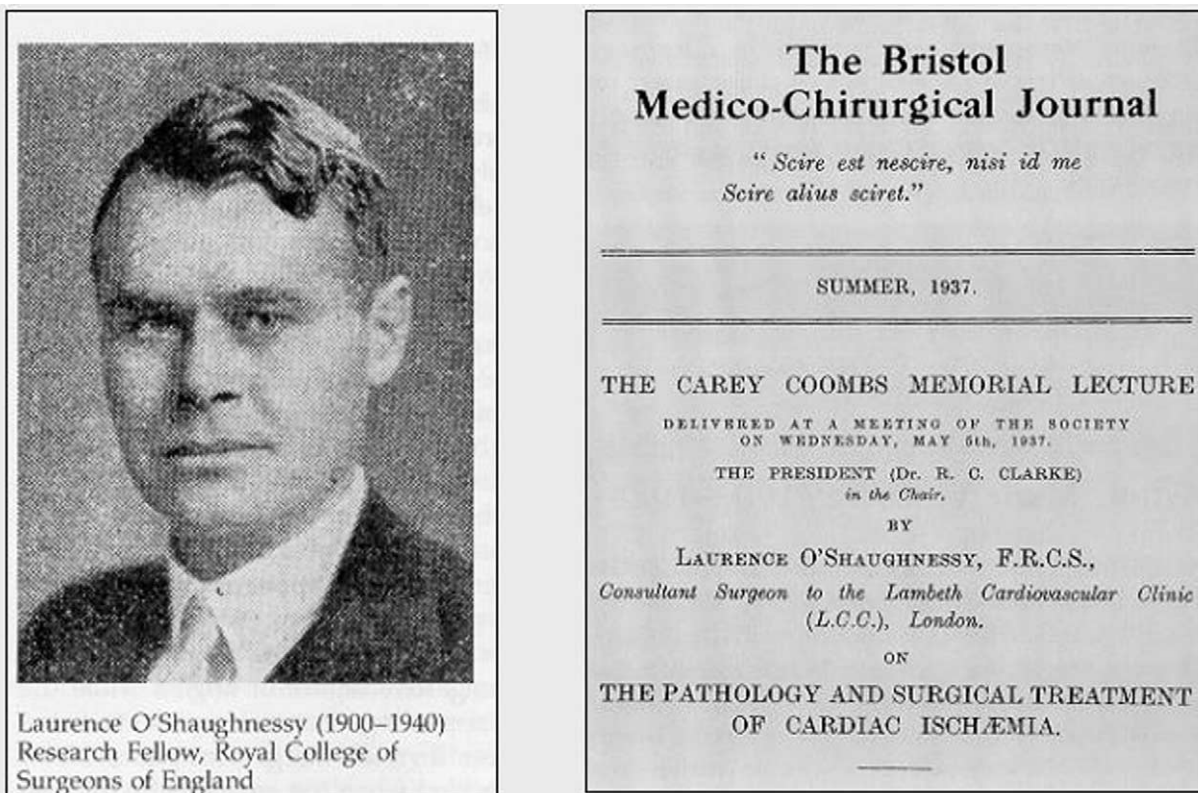 Laurence O'Shaughnessy (1900–1940)
Research Fellow, Royal College of
Surgeons of England
The Bristol
Medico-Chirurgical Journal
"Scire est nescire, nisi id me
Scire alius sciret."
SUMMER, 1937.
THE CAREY COOMBS MEMORIAL LECTURE
DELIVERED AT A MEETING OF THE SOCIETY
ON WEDNESDAY, MAY 5th, 1937.
THE PRESIDENT (Dr. R. C. CLARKE)
in the Chair.
BY
LAURENCE O'SHAUGHNESSY, F.R.C.S.,
Consultant Surgeon to the Lambeth Cardiovascular Clinic
(L.C.C.), London.
ON
THE PATHOLOGY AND SURGICAL TREATMENT
OF CARDIAC ISCHÆMIA.